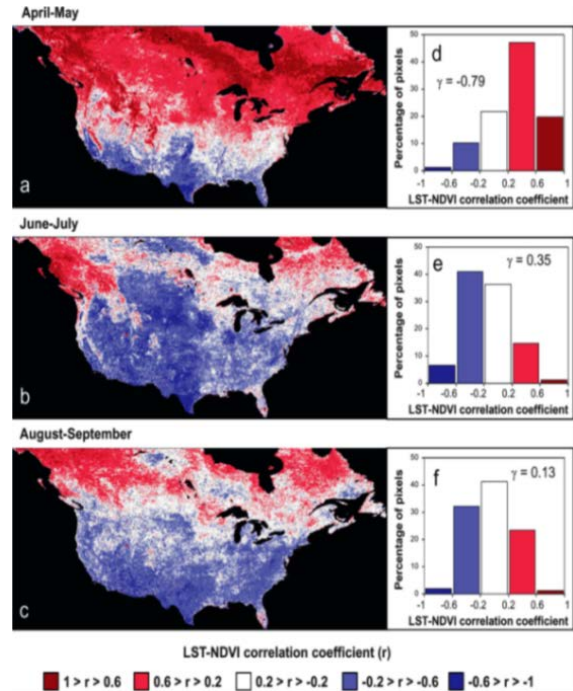 April-May
a
d
γ = -0.79
Percentage of pixels
50
40
30
20
10
0
-1 -0.6 -0.2 0.2 0.6 1
LST-NDVI correlation coefficient
June-July
b
e
γ = 0.35
Percentage of pixels
50
40
30
20
10
0
-1 -0.6 -0.2 0.2 0.6 1
LST-NDVI correlation coefficient
August-September
c
f
γ = 0.13
Percentage of pixels
50
40
30
20
10
0
-1 -0.6 -0.2 0.2 0.6 1
LST-NDVI correlation coefficient
LST-NDVI correlation coefficient (r)
1 > r > 0.6 0.6 > r > 0.2 0.2 > r > -0.2 -0.2 > r > -0.6 -0.6 > r > -1